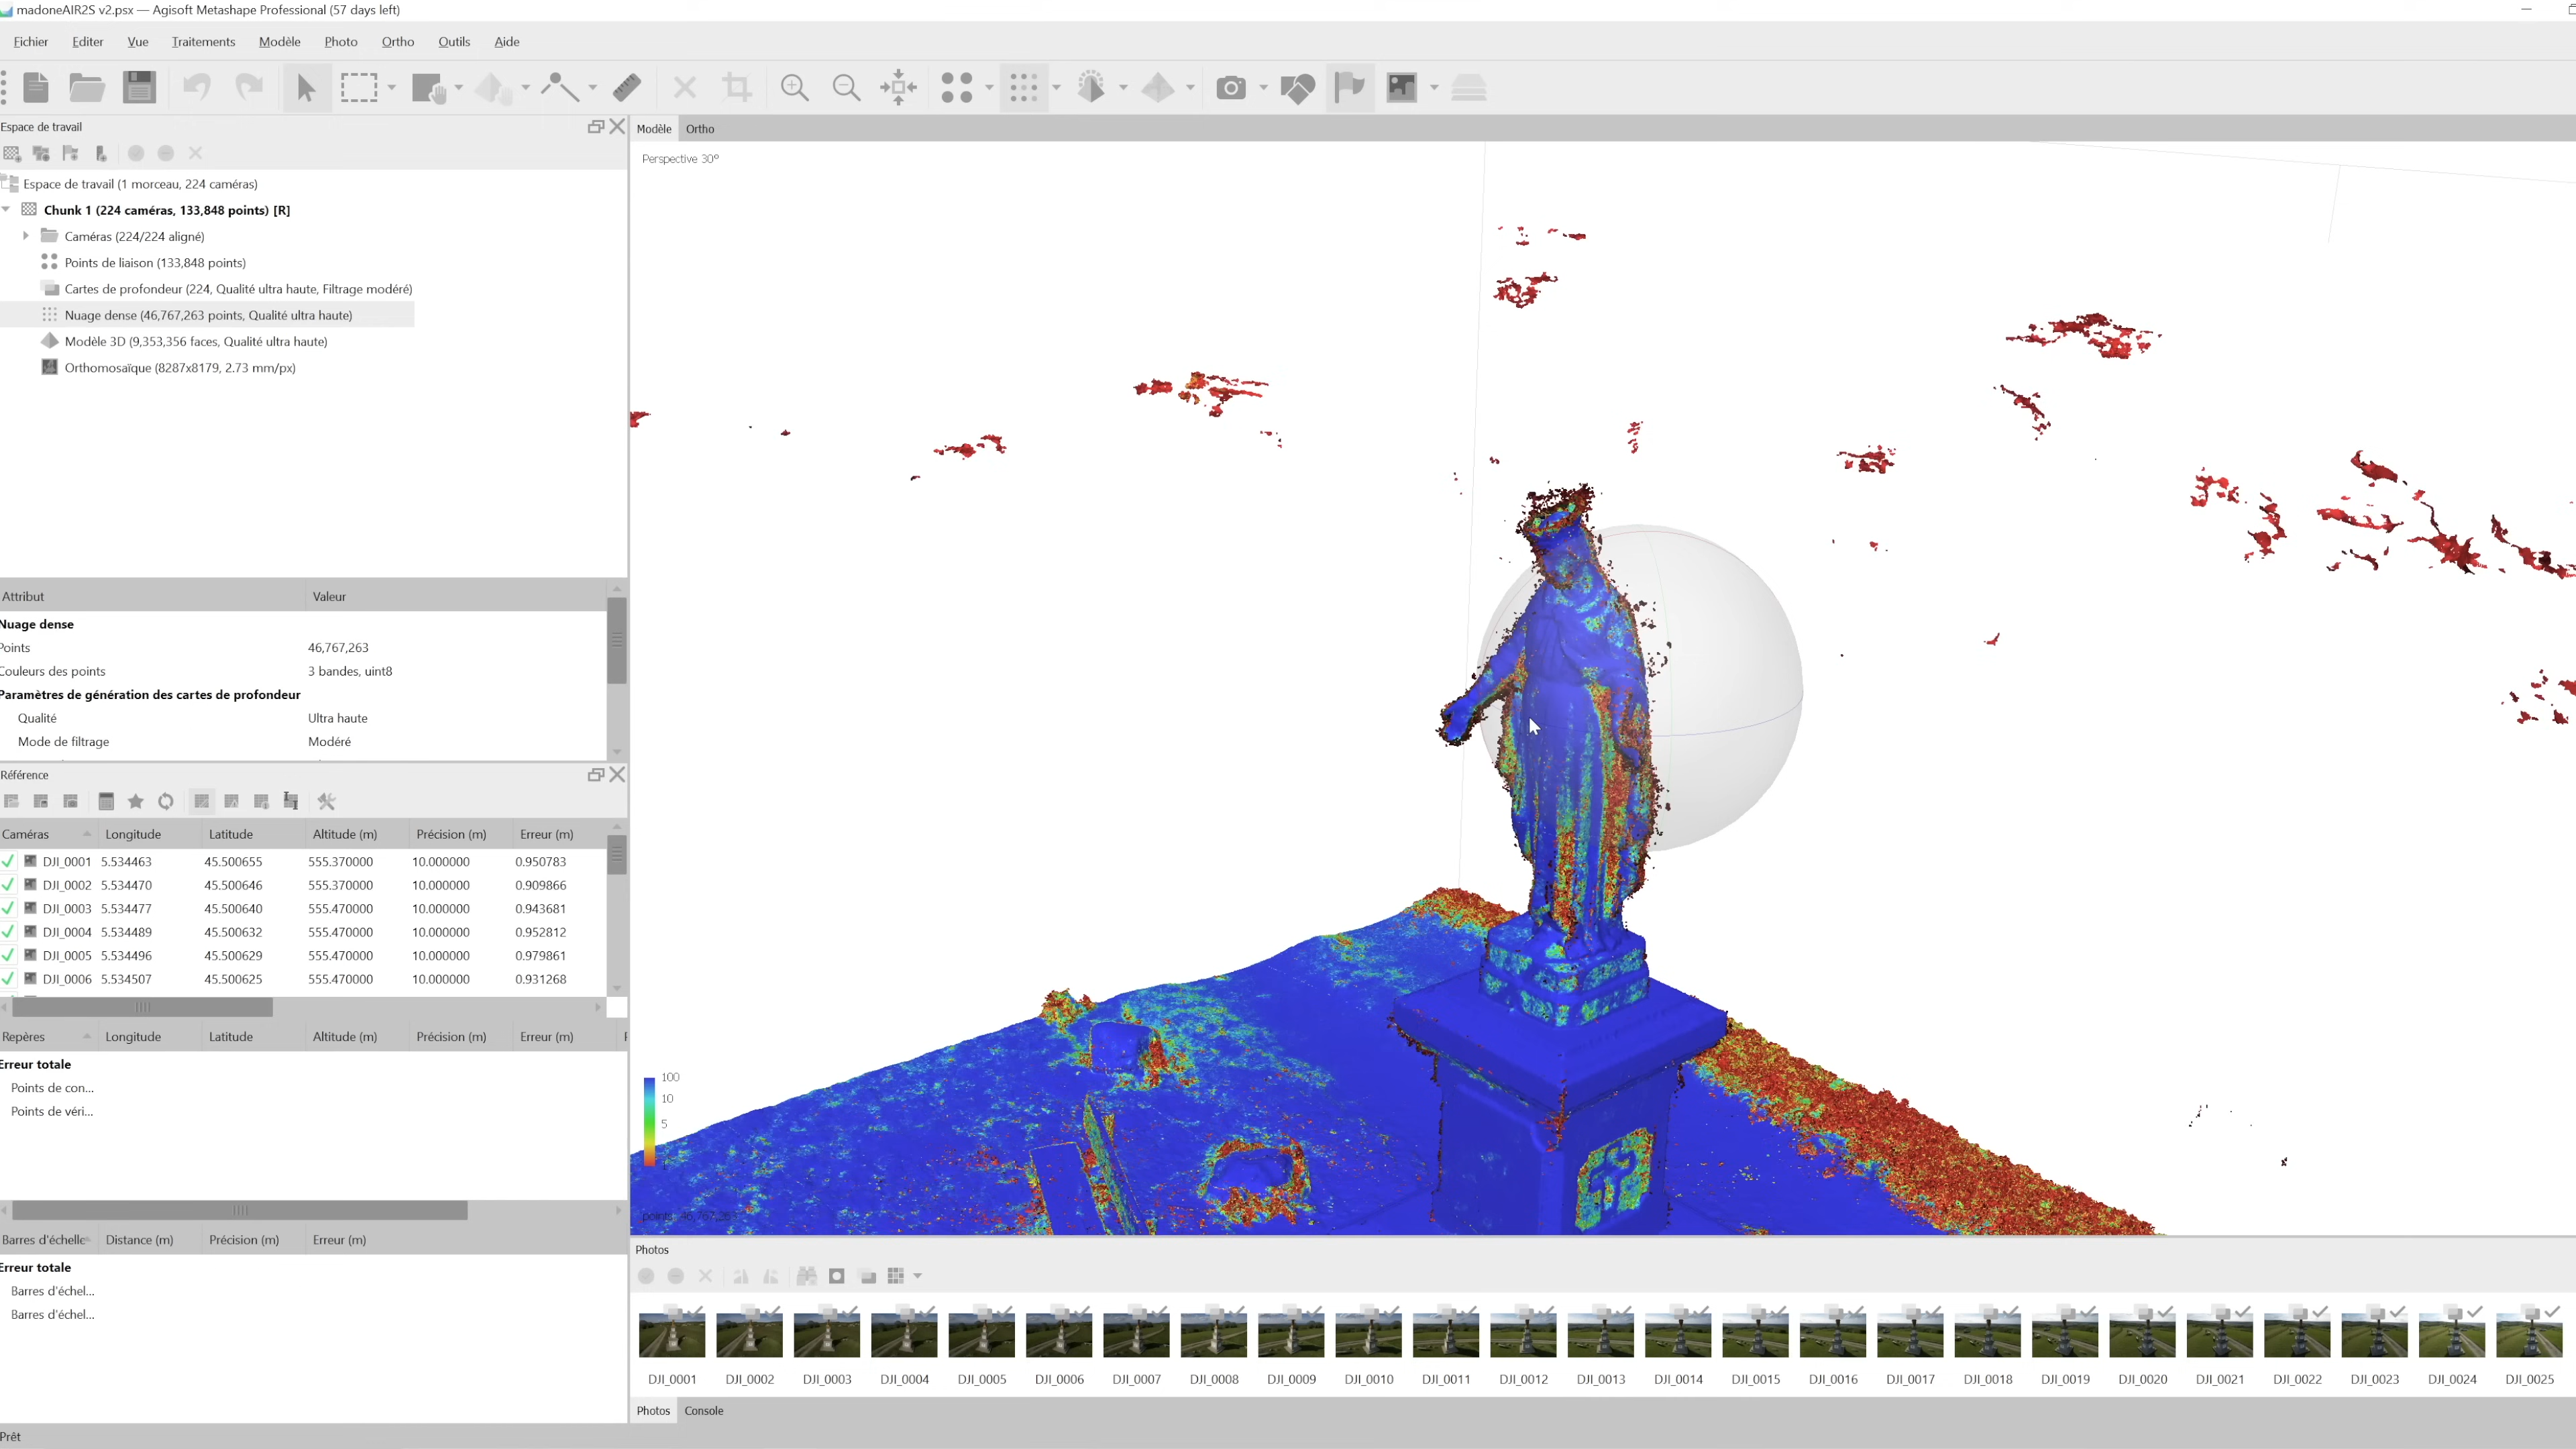 madoneAIR2S v2.psx — Agisoft Metashape Professional (57 days left)
Fichier Editer Vue Traitements Modèle Photo Ortho Outils Aide
Espace de travail
Espace de travail (1 morceau, 224 caméras)
Chunk 1 (224 caméras, 133,848 points) [R]
Caméras (224/224 aligné)
Points de liaison (133,848 points)
Cartes de profondeur (224, Qualité ultra haute, Filtrage modéré)
Nuage dense (46,767,263 points, Qualité ultra haute)
Modèle 3D (9,353,356 faces, Qualité ultra haute)
Orthomosaïque (8287x8179, 2.73 mm/px)
Attribut Valeur
Nuage dense
Points 46,767,263
Couleurs des points 3 bandes, uint8
Paramètres de génération des cartes de profondeur
Qualité Ultra haute
Mode de filtrage Modéré
Référence
Caméras Longitude Latitude Altitude (m) Précision (m) Erreur (m)
DJI_0001 5.534463 45.500655 555.370000 10.000000 0.950783
DJI_0002 5.534470 45.500646 555.370000 10.000000 0.909866
DJI_0003 5.534477 45.500640 555.470000 10.000000 0.943681
DJI_0004 5.534489 45.500632 555.470000 10.000000 0.952812
DJI_0005 5.534496 45.500629 555.470000 10.000000 0.979861
DJI_0006 5.534507 45.500625 555.470000 10.000000 0.931268
Repères Longitude Latitude Altitude (m) Précision (m) Erreur (m)
Erreur totale
Points de con...
Points de véri...
Barres d'échelle Distance (m) Précision (m) Erreur (m)
Erreur totale
Barres d'échel...
Barres d'échel...
Prêt
Modèle Ortho
Perspective 30°
100
10
5
points: 46,767,263
Photos
DJI_0001 DJI_0002 DJI_0003 DJI_0004 DJI_0005 DJI_0006 DJI_0007 DJI_0008 DJI_0009 DJI_0010 DJI_0011 DJI_0012 DJI_0013 DJI_0014 DJI_0015 DJI_0016 DJI_0017 DJI_0018 DJI_0019 DJI_0020 DJI_0021 DJI_0022 DJI_0023 DJI_0024 DJI_0025
Photos Console